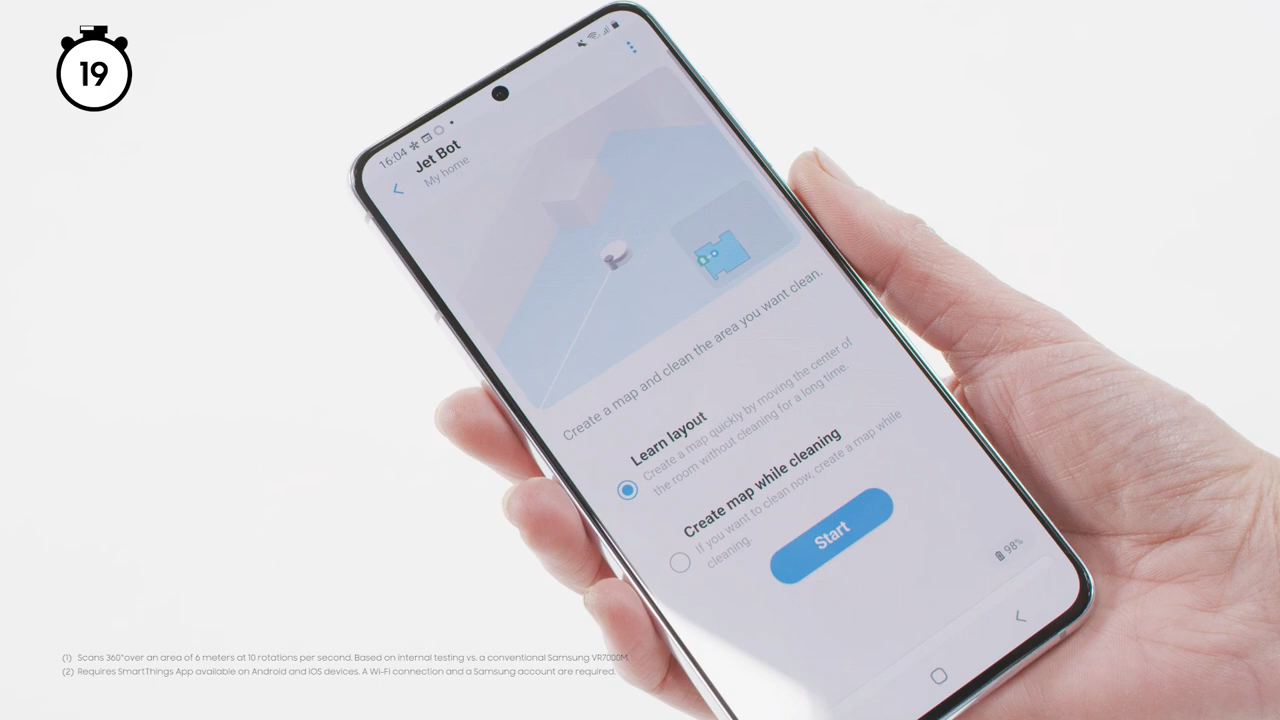 19
16:04
Jet Bot
My home
Create a map and clean the area you want clean.
Learn layout
Create a map quickly by moving the center of
the room without cleaning for a long time.
Create map while cleaning
If you want to clean now, create a map while
cleaning.
Start
98%
(1) Scans 360° over an area of 6 meters at 10 rotations per second. Based on internal testing vs. a conventional Samsung VR7000M.
(2) Requires SmartThings App available on Android and iOS devices. A Wi-Fi connection and a Samsung account are required.